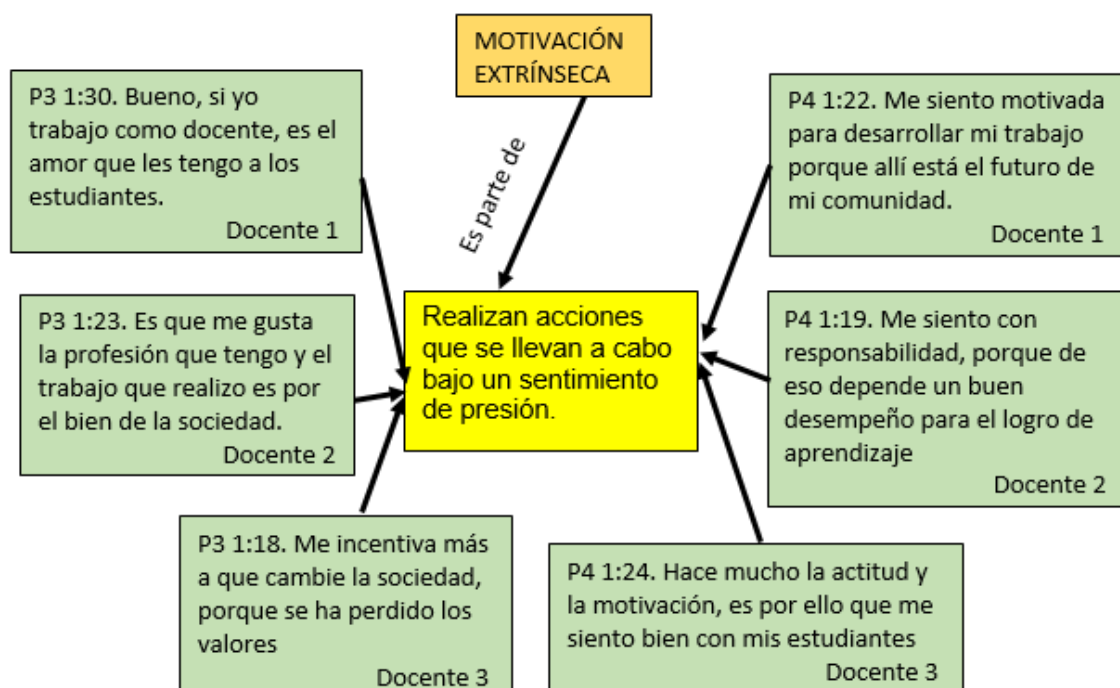 MOTIVACIÓN
EXTRÍNSECA
P3 1:30. Bueno, si yo
trabajo como docente, es el
amor que les tengo a los
estudiantes.
Docente 1
P4 1:22. Me siento motivada
para desarrollar mi trabajo
porque allí está el futuro de
mi comunidad.
Docente 1
Es parte de
P3 1:23. Es que me gusta
la profesión que tengo y el
trabajo que realizo es por
el bien de la sociedad.
Docente 2
Realizan acciones
que se llevan a cabo
bajo un sentimiento
de presión.
P4 1:19. Me siento con
responsabilidad, porque de
eso depende un buen
desempeño para el logro de
aprendizaje
Docente 2
P3 1:18. Me incentiva más
a que cambie la sociedad,
porque se ha perdido los
valores
Docente 3
P4 1:24. Hace mucho la actitud y
la motivación, es por ello que me
siento bien con mis estudiantes
Docente 3